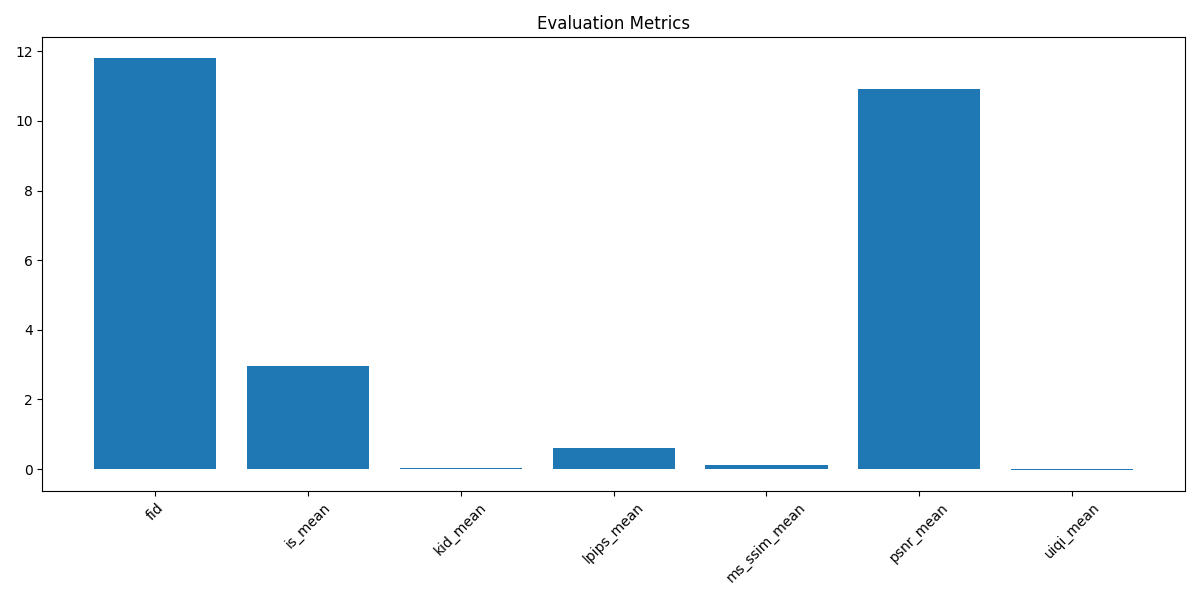 Evaluation Metrics
12
10
8
6
4
2
0
fid
is_mean
kid_mean
lpips_mean
ms_ssim_mean
psnr_mean
uiqi_mean